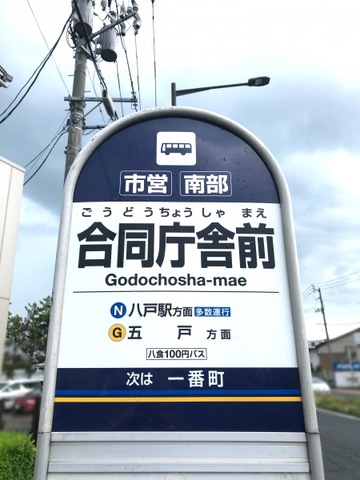 市営 南部
ごうどうちょうしゃ まえ
合同庁舎前
Godochosha-mae
N 八戸駅方面 多数運行
G 五戸方面
八食100円バス
次は 一番町